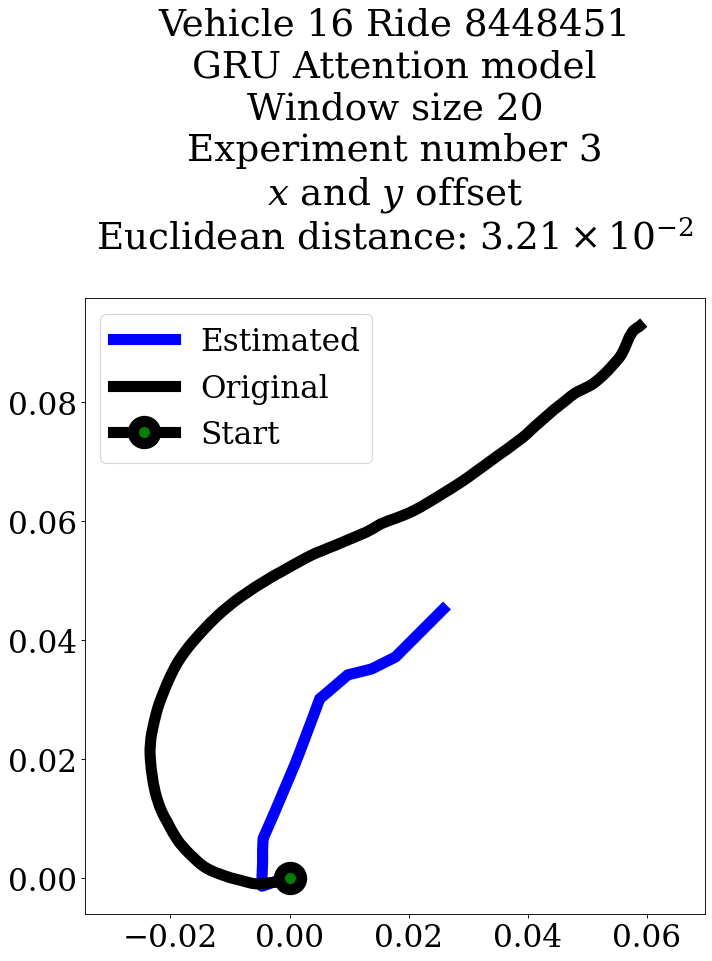 Vehicle 16 Ride 8448451
GRU Attention model
Window size 20
Experiment number 3
x and y offset
Euclidean distance: 3.21 × 10⁻²
Estimated
Original
Start
0.08
0.06
0.04
0.02
0.00
−0.02 0.00 0.02 0.04 0.06